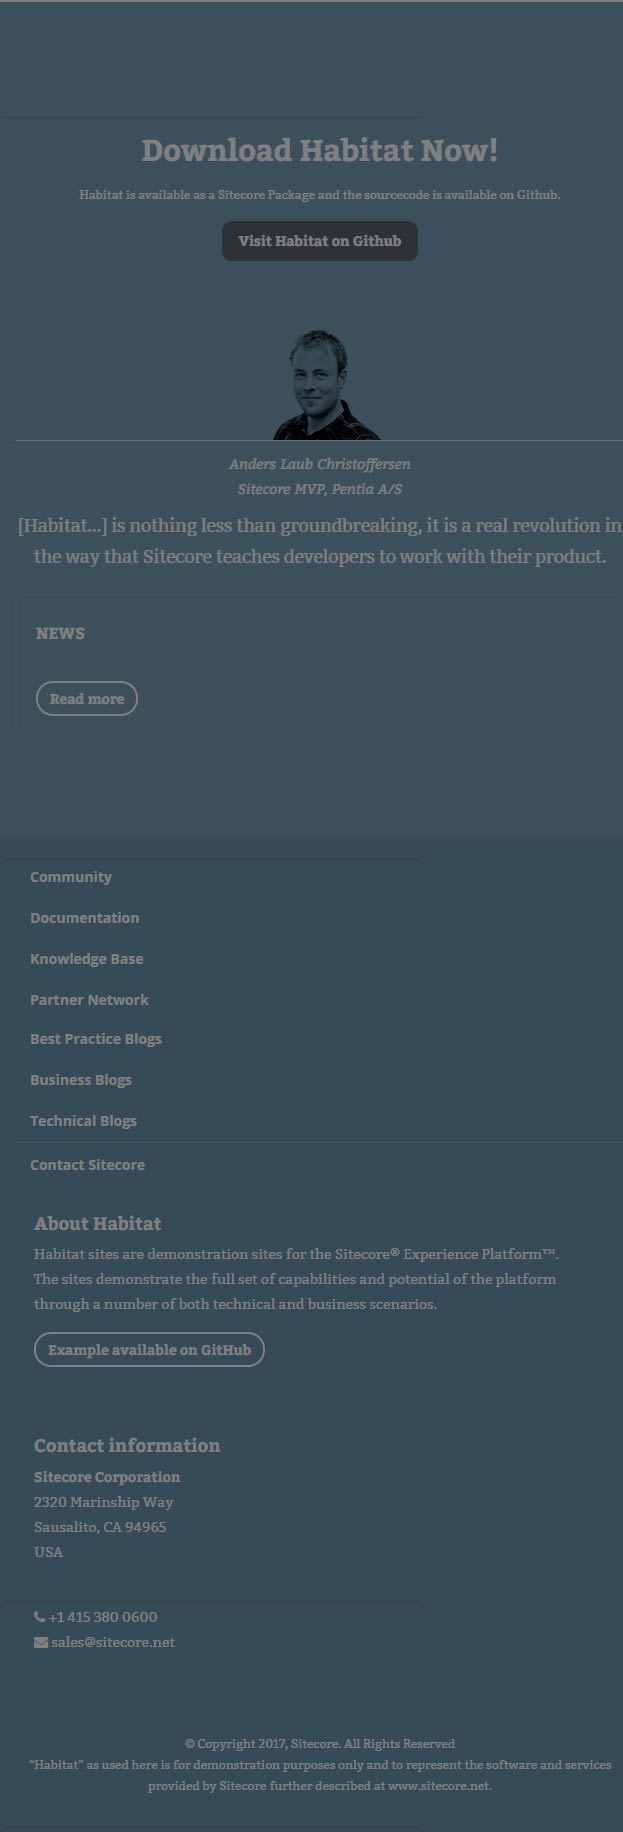 Download Habitat Now!
Habitat is available as a Sitecore Package and the sourcecode is available on Github.
Visit Habitat on Github
Anders Laub Christoffersen
Sitecore MVP, Pentia A/S
[Habitat...] is nothing less than groundbreaking, it is a real revolution in
the way that Sitecore teaches developers to work with their product.
NEWS
Read more
Community
Documentation
Knowledge Base
Partner Network
Best Practice Blogs
Business Blogs
Technical Blogs
Contact Sitecore
About Habitat
Habitat sites are demonstration sites for the Sitecore® Experience Platform™.
The sites demonstrate the full set of capabilities and potential of the platform
through a number of both technical and business scenarios.
Example available on GitHub
Contact information
Sitecore Corporation
2320 Marinship Way
Sausalito, CA 94965
USA
+1 415 380 0600
sales@sitecore.net
© Copyright 2017, Sitecore. All Rights Reserved
“Habitat” as used here is for demonstration purposes only and to represent the software and services
provided by Sitecore further described at www.sitecore.net.